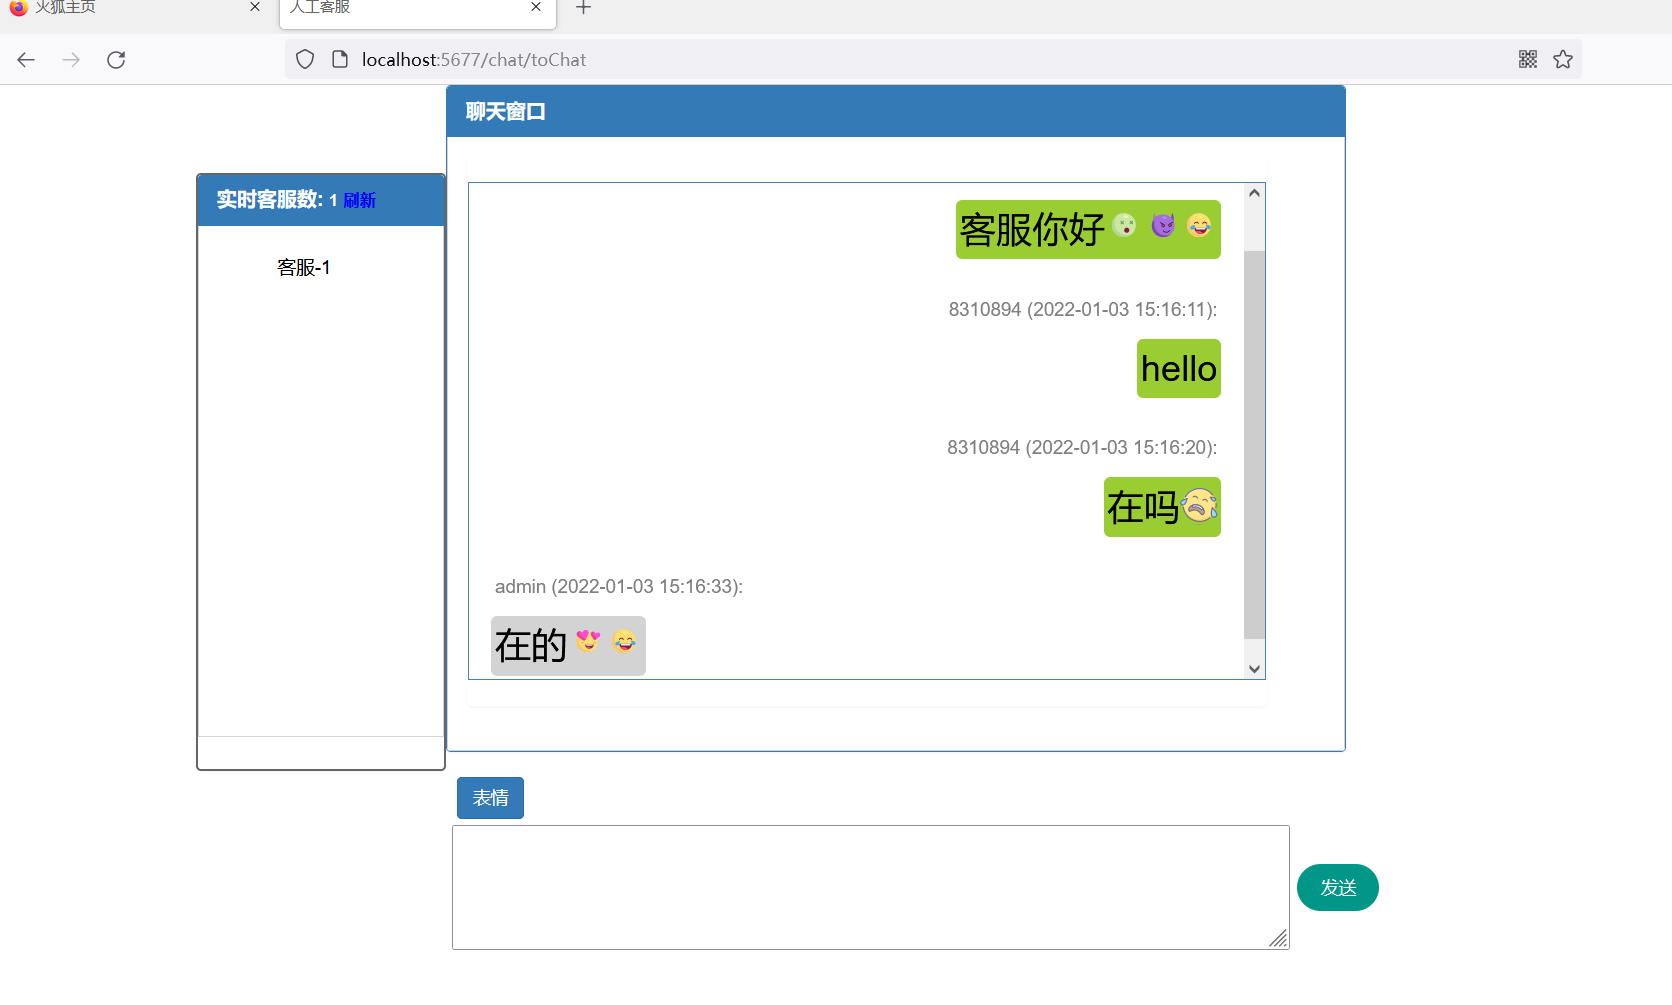 火狐主页
人工客服
localhost:5677/chat/toChat
聊天窗口
实时客服数: 1 刷新
客服-1
客服你好
8310894 (2022-01-03 15:16:11):
hello
8310894 (2022-01-03 15:16:20):
在吗
admin (2022-01-03 15:16:33):
在的
表情
发送